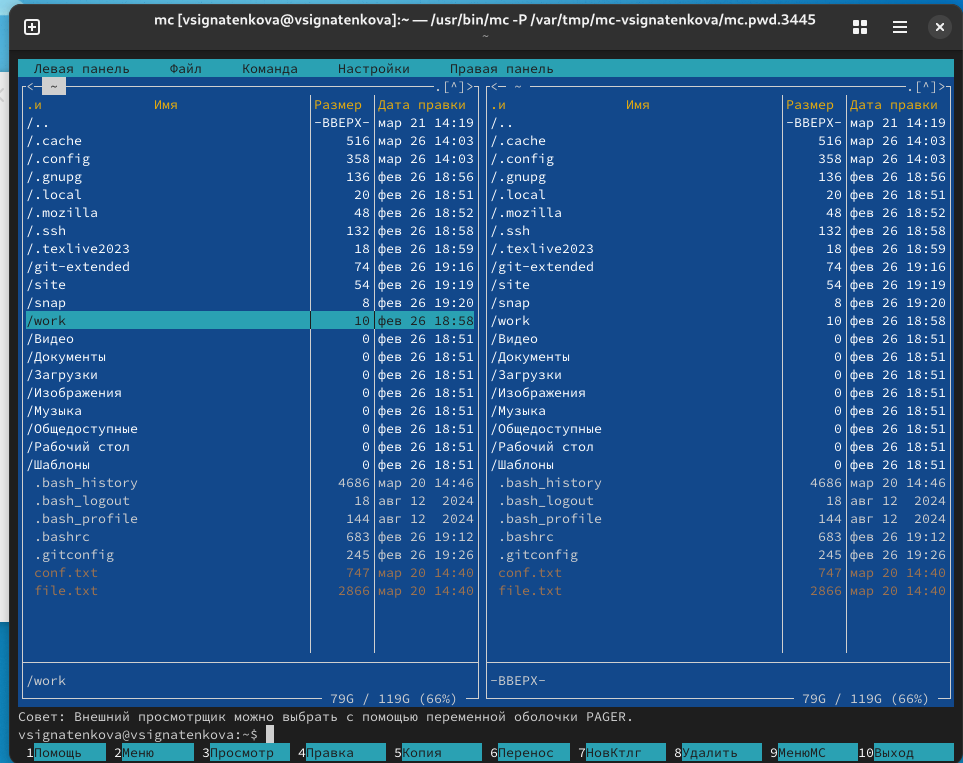 mc [vsignatenkova@vsignatenkova]:~ — /usr/bin/mc -P /var/tmp/mc-vsignatenkova/mc.pwd.3445
~
Левая панель Файл Команда Настройки Правая панель
<─ ~ .[^]> <─ ~ .[^]>
.и Имя Размер Дата правки .и Имя Размер Дата правки
/.. -ВВЕРХ- мар 21 14:19 /.. -ВВЕРХ- мар 21 14:19
/.cache 516 мар 26 14:03 /.cache 516 мар 26 14:03
/.config 358 мар 26 14:03 /.config 358 мар 26 14:03
/.gnupg 136 фев 26 18:56 /.gnupg 136 фев 26 18:56
/.local 20 фев 26 18:51 /.local 20 фев 26 18:51
/.mozilla 48 фев 26 18:52 /.mozilla 48 фев 26 18:52
/.ssh 132 фев 26 18:58 /.ssh 132 фев 26 18:58
/.texlive2023 18 фев 26 18:59 /.texlive2023 18 фев 26 18:59
/git-extended 74 фев 26 19:16 /git-extended 74 фев 26 19:16
/site 54 фев 26 19:19 /site 54 фев 26 19:19
/snap 8 фев 26 19:20 /snap 8 фев 26 19:20
/work 10 фев 26 18:58 /work 10 фев 26 18:58
/Видео 0 фев 26 18:51 /Видео 0 фев 26 18:51
/Документы 0 фев 26 18:51 /Документы 0 фев 26 18:51
/Загрузки 0 фев 26 18:51 /Загрузки 0 фев 26 18:51
/Изображения 0 фев 26 18:51 /Изображения 0 фев 26 18:51
/Музыка 0 фев 26 18:51 /Музыка 0 фев 26 18:51
/Общедоступные 0 фев 26 18:51 /Общедоступные 0 фев 26 18:51
/Рабочий стол 0 фев 26 18:51 /Рабочий стол 0 фев 26 18:51
/Шаблоны 0 фев 26 18:51 /Шаблоны 0 фев 26 18:51
.bash_history 4686 мар 20 14:46 .bash_history 4686 мар 20 14:46
.bash_logout 18 авг 12 2024 .bash_logout 18 авг 12 2024
.bash_profile 144 авг 12 2024 .bash_profile 144 авг 12 2024
.bashrc 683 фев 26 19:12 .bashrc 683 фев 26 19:12
.gitconfig 245 фев 26 19:26 .gitconfig 245 фев 26 19:26
conf.txt 747 мар 20 14:40 conf.txt 747 мар 20 14:40
file.txt 2866 мар 20 14:40 file.txt 2866 мар 20 14:40
/work -ВВЕРХ-
79G / 119G (66%) 79G / 119G (66%)
Совет: Внешний просмотрщик можно выбрать с помощью переменной оболочки PAGER.
vsignatenkova@vsignatenkova:~$
1Помощь 2Меню 3Просмотр 4Правка 5Копия 6Перенос 7НовКтлг 8Удалить 9МенюMC 10Выход